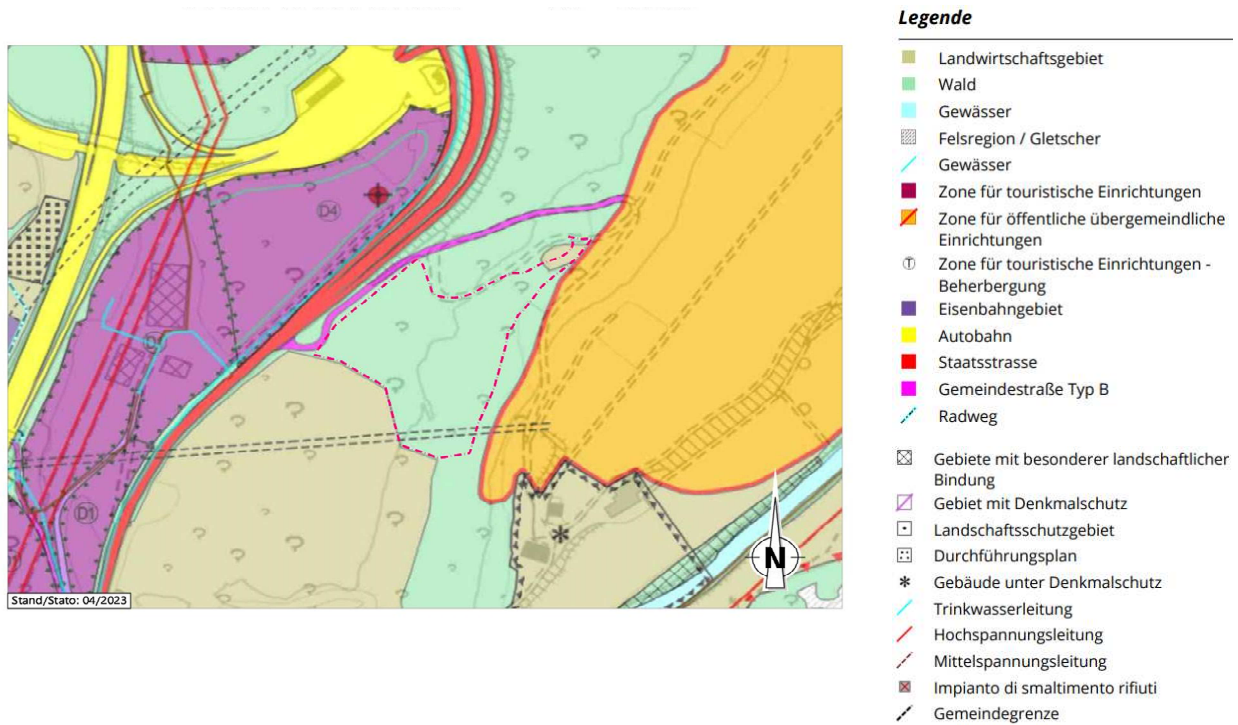 Legende
Landwirtschaftsgebiet
Wald
Gewässer
Felsregion / Gletscher
Gewässer
Zone für touristische Einrichtungen
Zone für öffentliche übergemeindliche
Einrichtungen
T
Zone für touristische Einrichtungen -
Beherbergung
Eisenbahngebiet
Autobahn
Staatsstrasse
Gemeindestraße Typ B
Radweg
Gebiete mit besonderer landschaftlicher
Bindung
Gebiet mit Denkmalschutz
Landschaftsschutzgebiet
Durchführungsplan
Gebäude unter Denkmalschutz
Trinkwasserleitung
Hochspannungsleitung
Mittelspannungsleitung
Impianto di smaltimento rifiuti
Gemeindegrenze
D4
D1
N
Stand/Stato: 04/2023